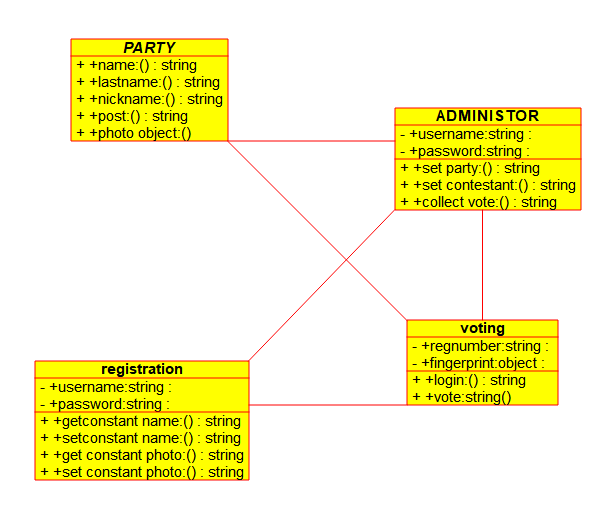 PARTY
+ +name:() : string
+ +lastname:() : string
+ +nickname:() : string
+ +post:() : string
+ +photo object:()
ADMINISTOR
- +username:string :
- +password:string :
+ +set party:() : string
+ +set contestant:() : string
+ +collect vote:() : string
voting
- +regnumber:string :
- +fingerprint:object :
+ +login:() : string
+ +vote:string()
registration
- +username:string :
- +password:string :
+ +getconstant name:() : string
+ +setconstant name:() : string
+ +get constant photo:() : string
+ +set constant photo:() : string